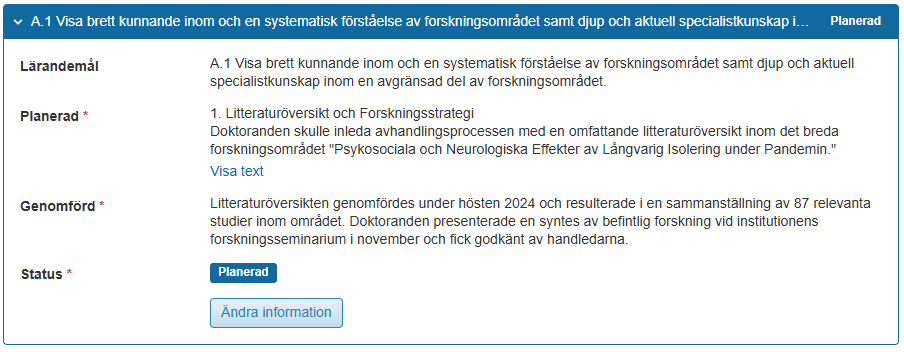 A.1 Visa brett kunnande inom och en systematisk förståelse av forskningsområdet samt djup och aktuell specialistkunskap i... Planerad
Lärandemål
A.1 Visa brett kunnande inom och en systematisk förståelse av forskningsområdet samt djup och aktuell
specialistkunskap inom en avgränsad del av forskningsområdet.
Planerad *
1. Litteraturöversikt och Forskningsstrategi
Doktoranden skulle inleda avhandlingsprocessen med en omfattande litteraturöversikt inom det breda
forskningsområdet "Psykosociala och Neurologiska Effekter av Långvarig Isolering under Pandemin."
Visa text
Genomförd *
Litteraturöversikten genomfördes under hösten 2024 och resulterade i en sammanställning av 87 relevanta
studier inom området. Doktoranden presenterade en syntes av befintlig forskning vid institutionens
forskningsseminarium i november och fick godkänt av handledarna.
Status *
Planerad
Ändra information